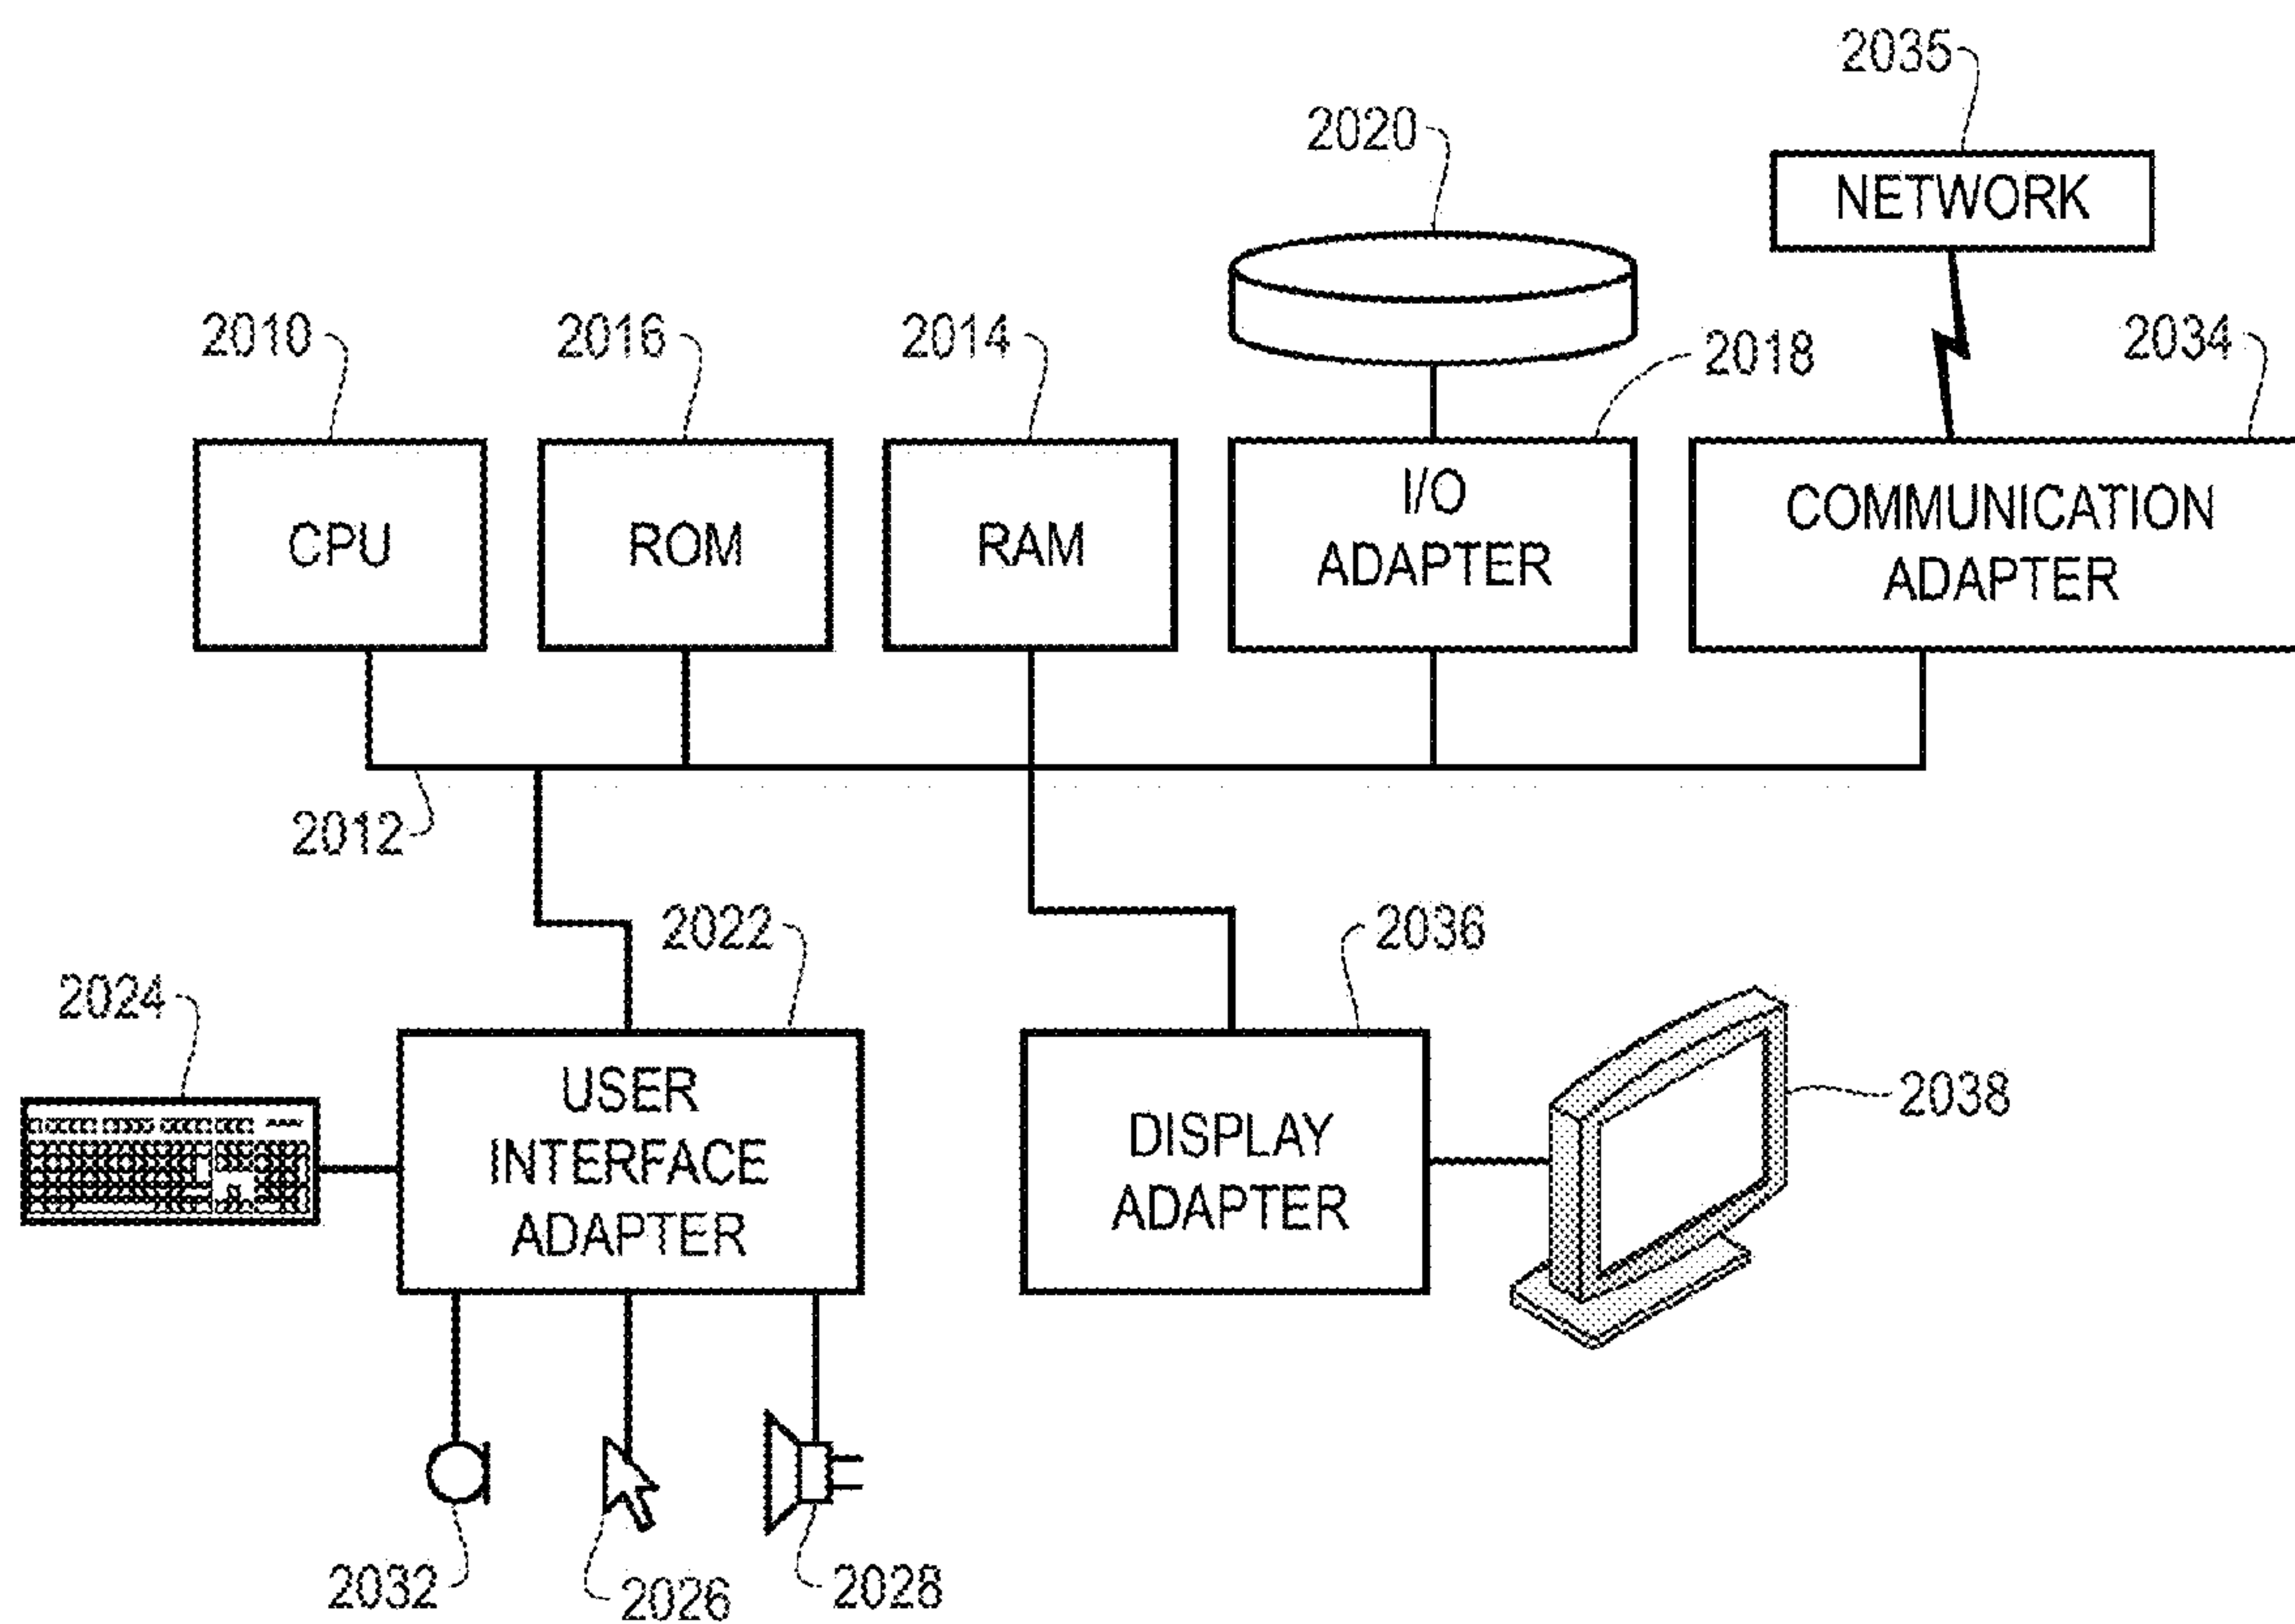 2035
2020
NETWORK
2010
2016
2014
2018
2034
CPU
ROM
RAM
I/O
ADAPTER
COMMUNICATION
ADAPTER
2012
2022
2036
2024
USER
INTERFACE
ADAPTER
DISPLAY
ADAPTER
2038
2032
2026
2028